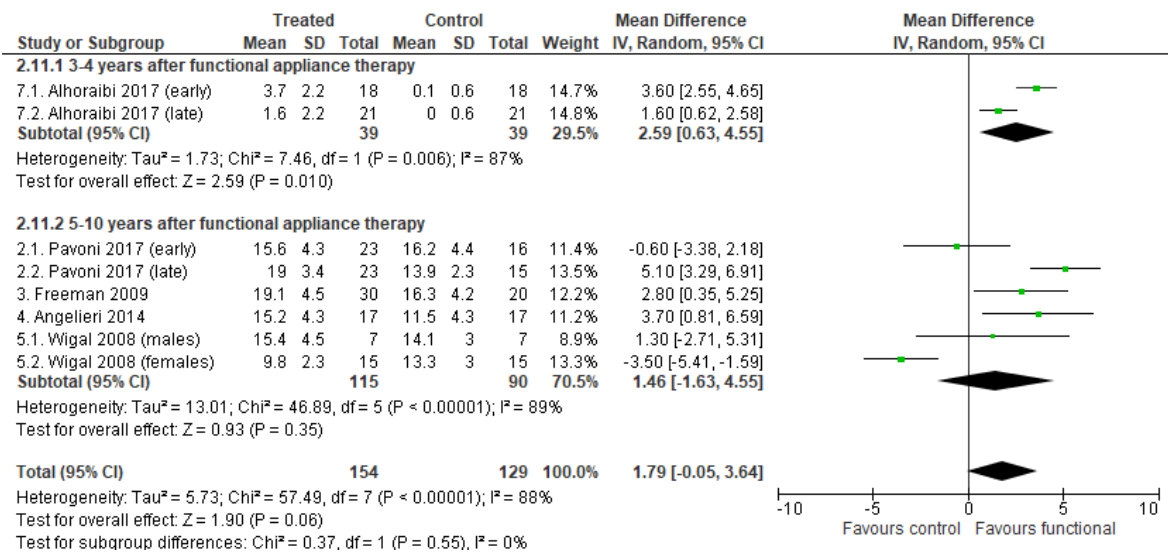 Treated Control Mean Difference Mean Difference
Study or Subgroup Mean SD Total Mean SD Total Weight IV, Random, 95% CI IV, Random, 95% CI
2.11.1 3-4 years after functional appliance therapy
7.1. Alhoraibi 2017 (early) 3.7 2.2 18 0.1 0.6 18 14.7% 3.60 [2.55, 4.65]
7.2. Alhoraibi 2017 (late) 1.6 2.2 21 0 0.6 21 14.8% 1.60 [0.62, 2.58]
Subtotal (95% CI) 39 39 29.5% 2.59 [0.63, 4.55]
Heterogeneity: Tau² = 1.73; Chi² = 7.46, df = 1 (P = 0.006); I² = 87%
Test for overall effect: Z = 2.59 (P = 0.010)
2.11.2 5-10 years after functional appliance therapy
2.1. Pavoni 2017 (early) 15.6 4.3 23 16.2 4.4 16 11.4% -0.60 [-3.38, 2.18]
2.2. Pavoni 2017 (late) 19 3.4 23 13.9 2.3 15 13.5% 5.10 [3.29, 6.91]
3. Freeman 2009 19.1 4.5 30 16.3 4.2 20 12.2% 2.80 [0.35, 5.25]
4. Angelieri 2014 15.2 4.3 17 11.5 4.3 17 11.2% 3.70 [0.81, 6.59]
5.1. Wigal 2008 (males) 15.4 4.5 7 14.1 3 7 8.9% 1.30 [-2.71, 5.31]
5.2. Wigal 2008 (females) 9.8 2.3 15 13.3 3 15 13.3% -3.50 [-5.41, -1.59]
Subtotal (95% CI) 115 90 70.5% 1.46 [-1.63, 4.55]
Heterogeneity: Tau² = 13.01; Chi² = 46.89, df = 5 (P < 0.00001); I² = 89%
Test for overall effect: Z = 0.93 (P = 0.35)
Total (95% CI) 154 129 100.0% 1.79 [-0.05, 3.64]
Heterogeneity: Tau² = 5.73; Chi² = 57.49, df = 7 (P < 0.00001); I² = 88%
Test for overall effect: Z = 1.90 (P = 0.06)
Test for subgroup differences: Chi² = 0.37, df = 1 (P = 0.55), I² = 0%
-10 -5 0 5 10
Favours control Favours functional